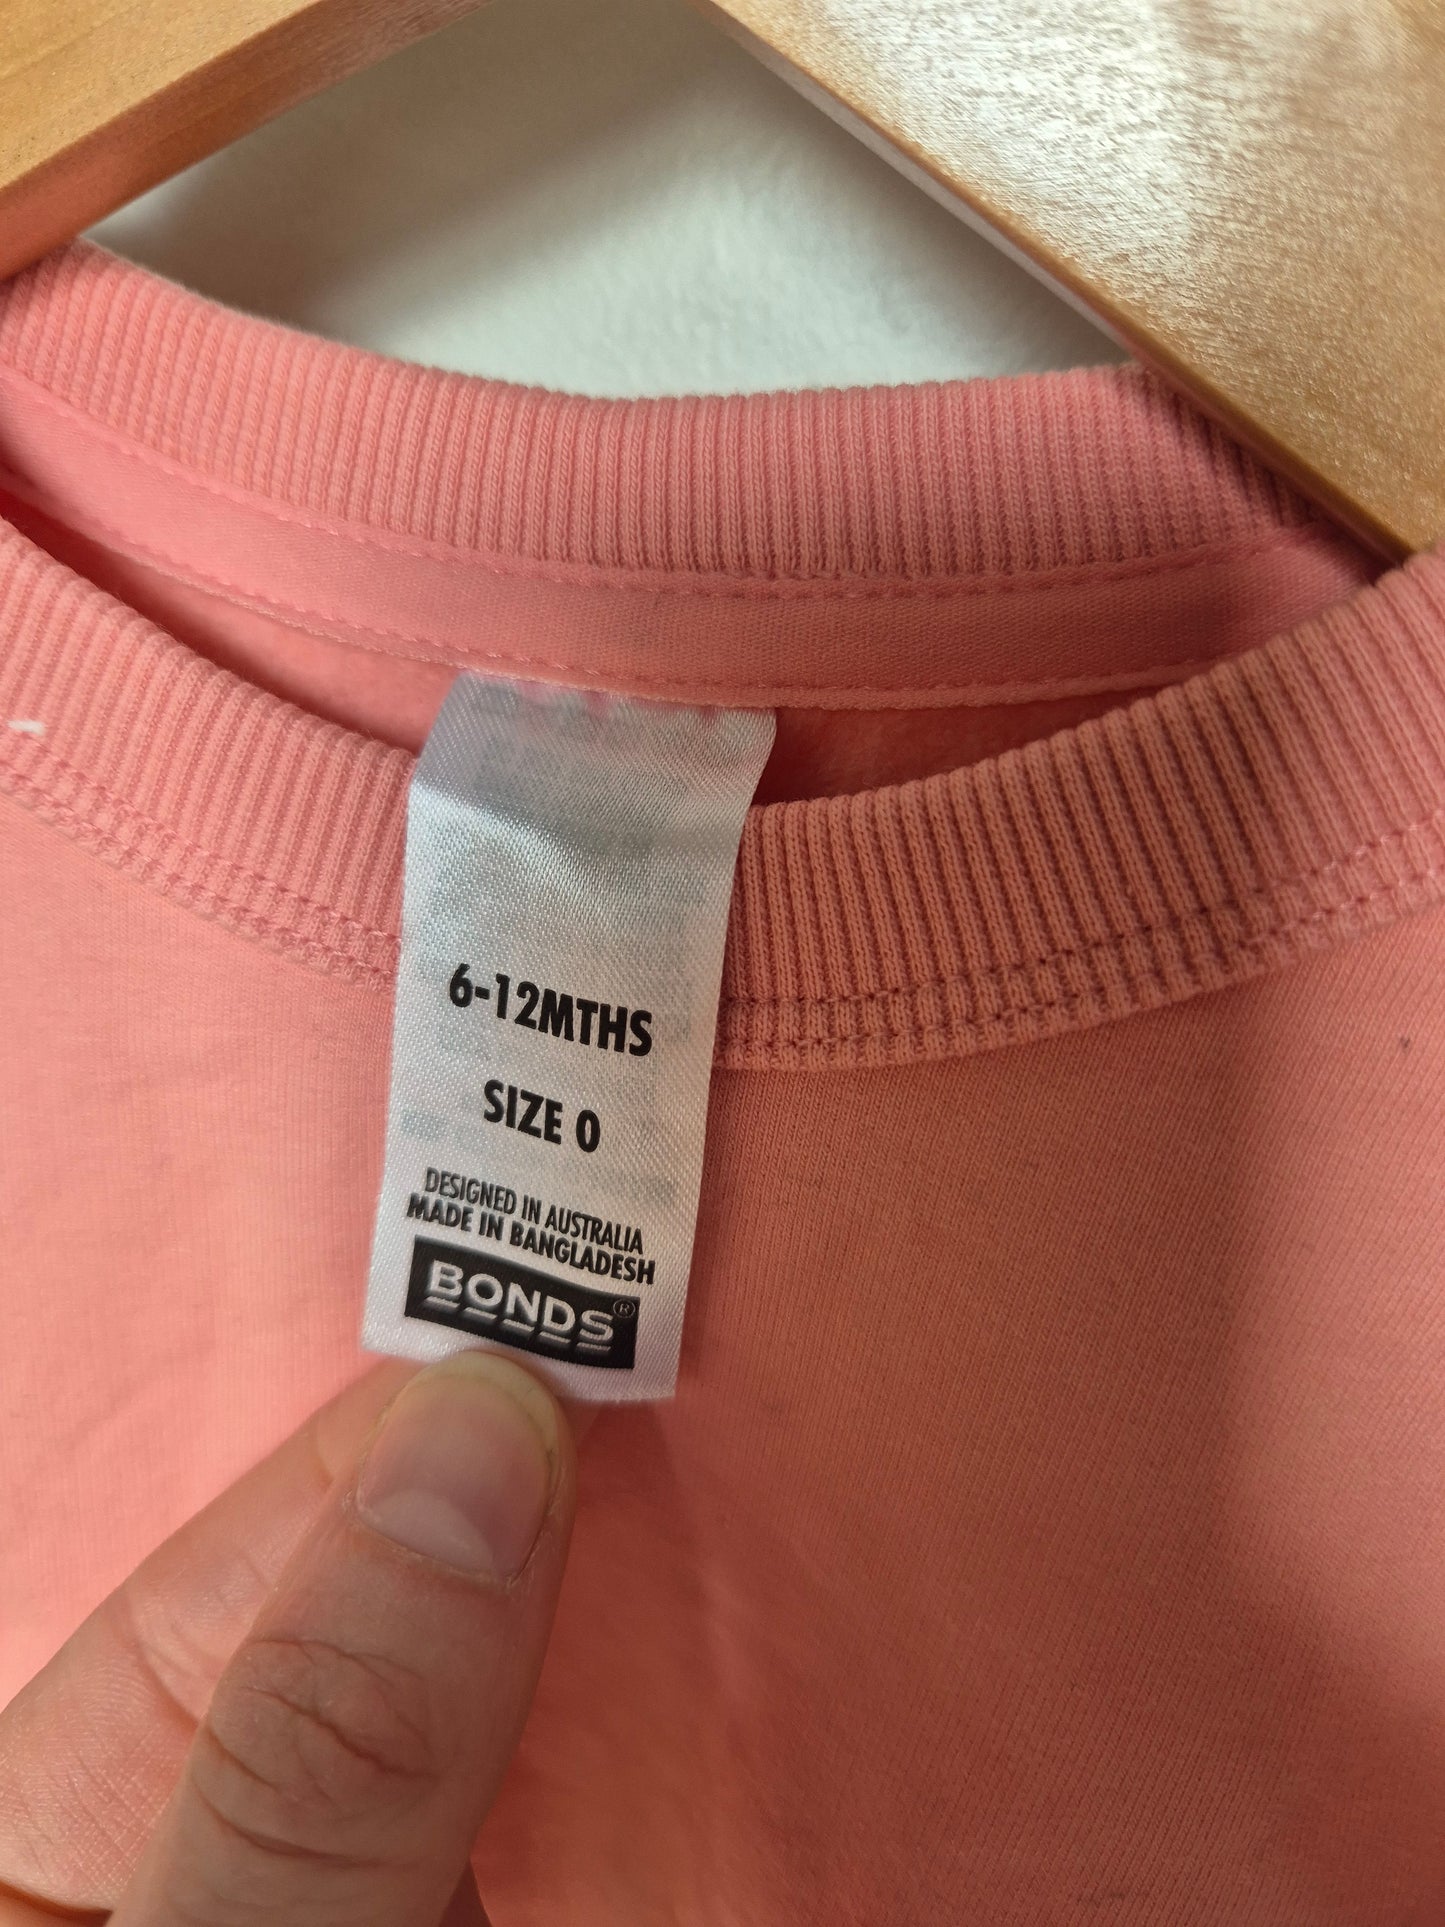 6-12MTHS
SIZE 0
DESIGNED IN AUSTRALIA
MADE IN BANGLADESH
BONDS®